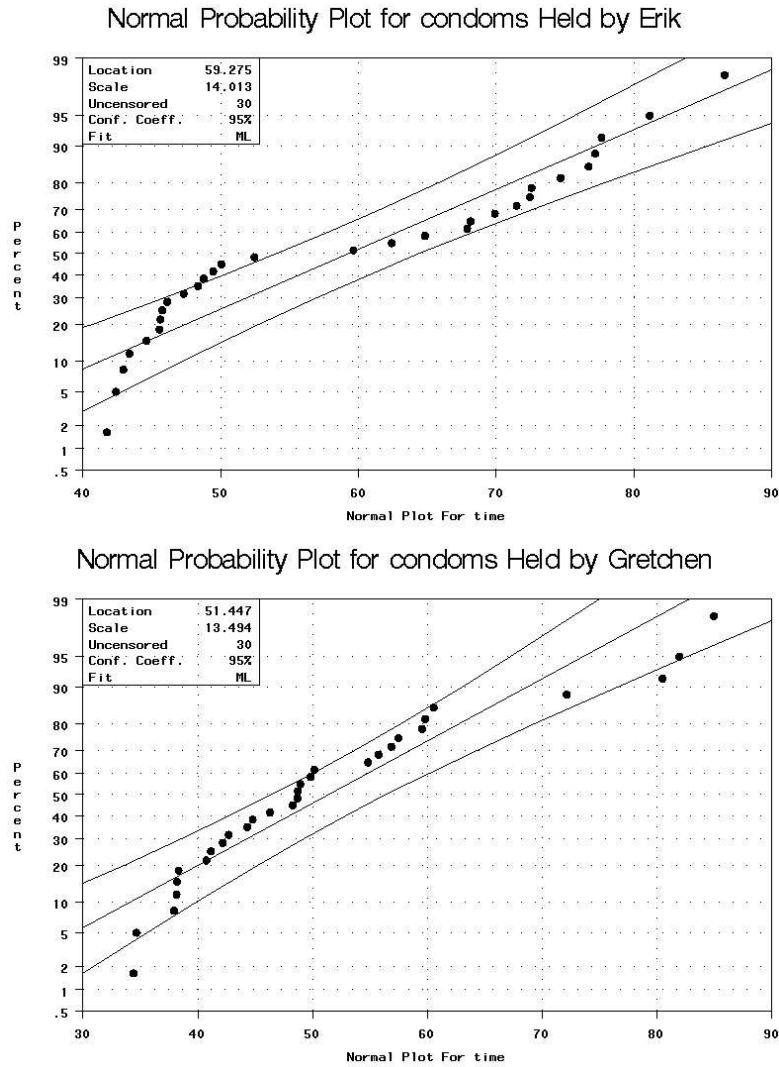 Normal Probability Plot for condoms Held by Erik
Location 59.275
Scale 14.013
Uncensored 30
Conf. Coeff. 95%
Fit ML
99
95
90
80
70
60
50
40
30
20
10
5
2
1
.5
Percent
40 50 60 70 80 90
Normal Plot For time
Normal Probability Plot for condoms Held by Gretchen
Location 51.447
Scale 13.494
Uncensored 30
Conf. Coeff. 95%
Fit ML
99
95
90
80
70
60
50
40
30
20
10
5
2
1
.5
Percent
30 40 50 60 70 80 90
Normal Plot For time